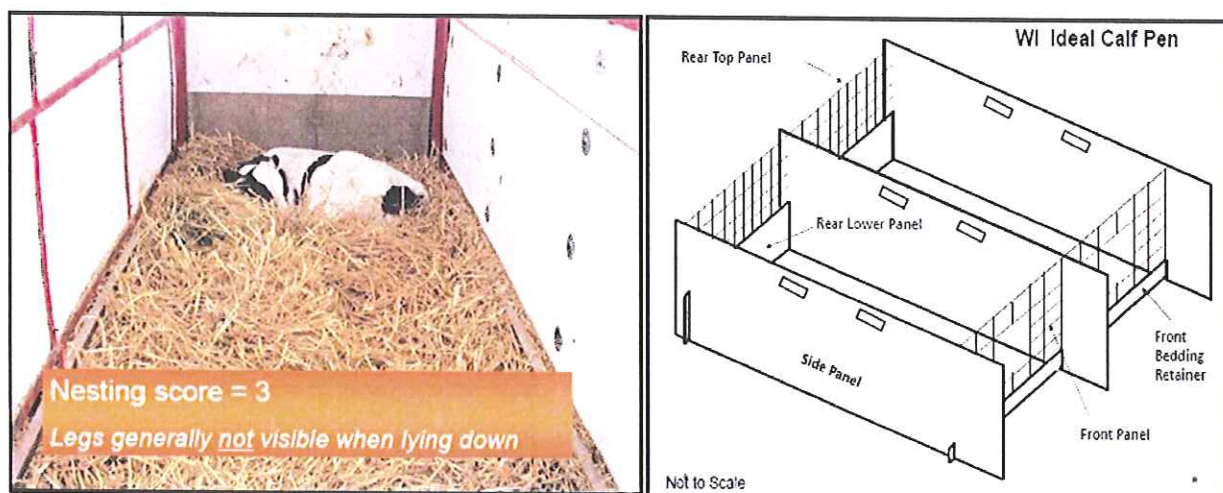 Nesting score = 3
Legs generally not visible when lying down
WI Ideal Calf Pen
Rear Top Panel
Rear Lower Panel
Side Panel
Front
Bedding
Retainer
Front Panel
Not to Scale